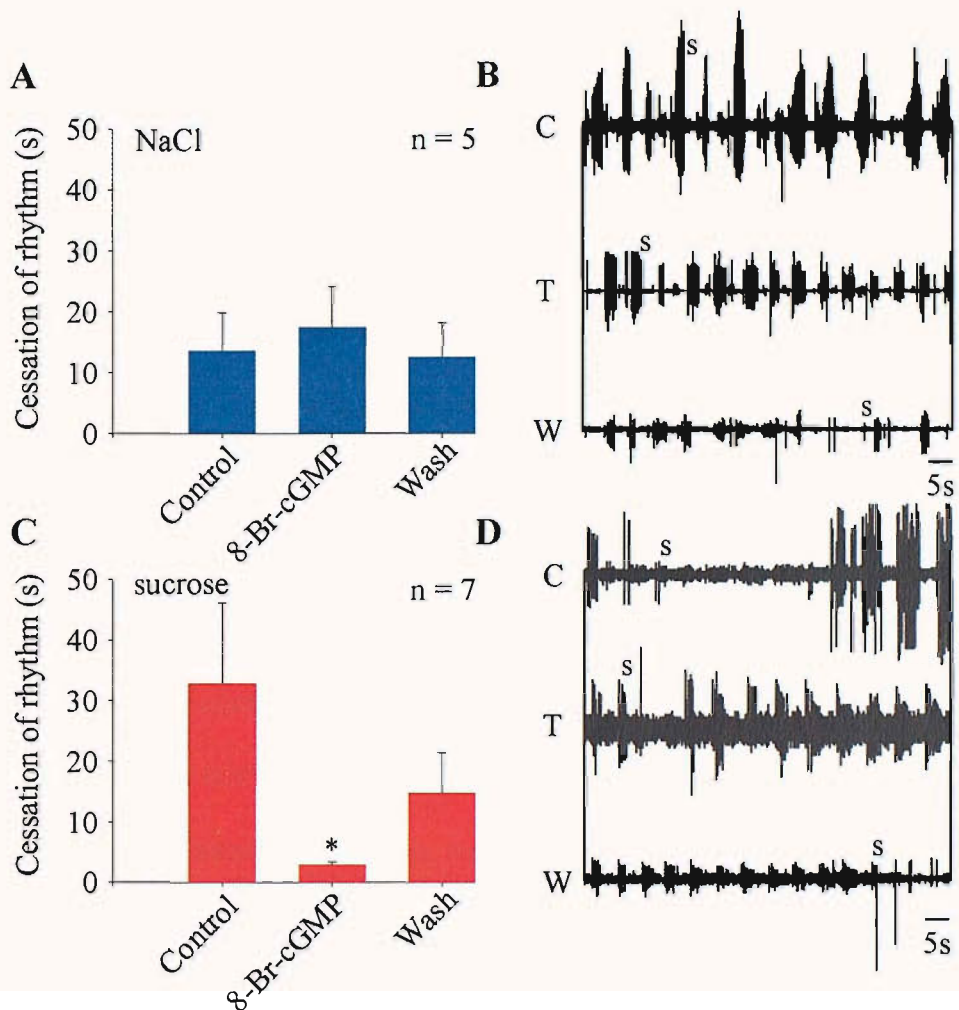 A
Cessation of rhythm (s)
50
40
30
20
10
0
NaCl
n = 5
Control
8-Br-cGMP
Wash
B
C
s
T
s
W
s
5s
C
Cessation of rhythm (s)
50
40
30
20
10
0
sucrose
n = 7
*
Control
8-Br-cGMP
Wash
D
C
s
T
s
W
s
5s